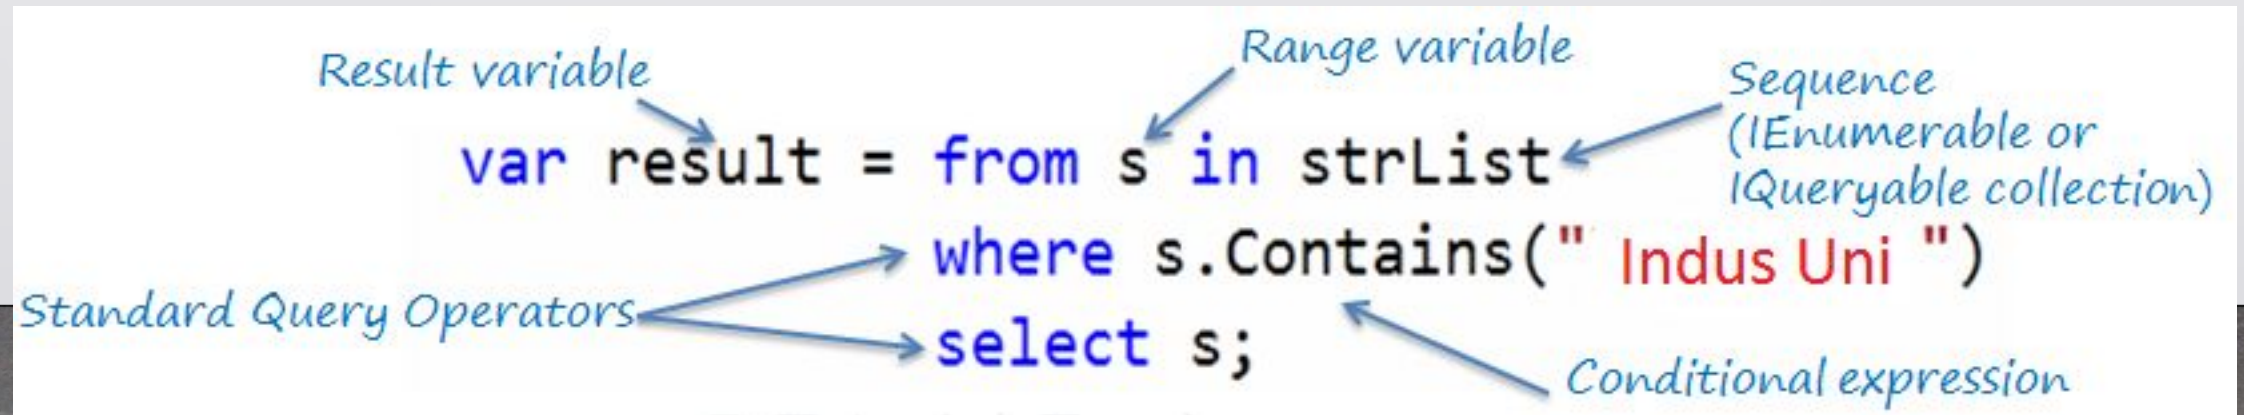 Result variable
Range variable
Sequence
(IEnumerable or
IQueryable collection)
var result = from s in strList
where s.Contains(" Indus Uni ")
Standard Query Operators
select s;
Conditional expression